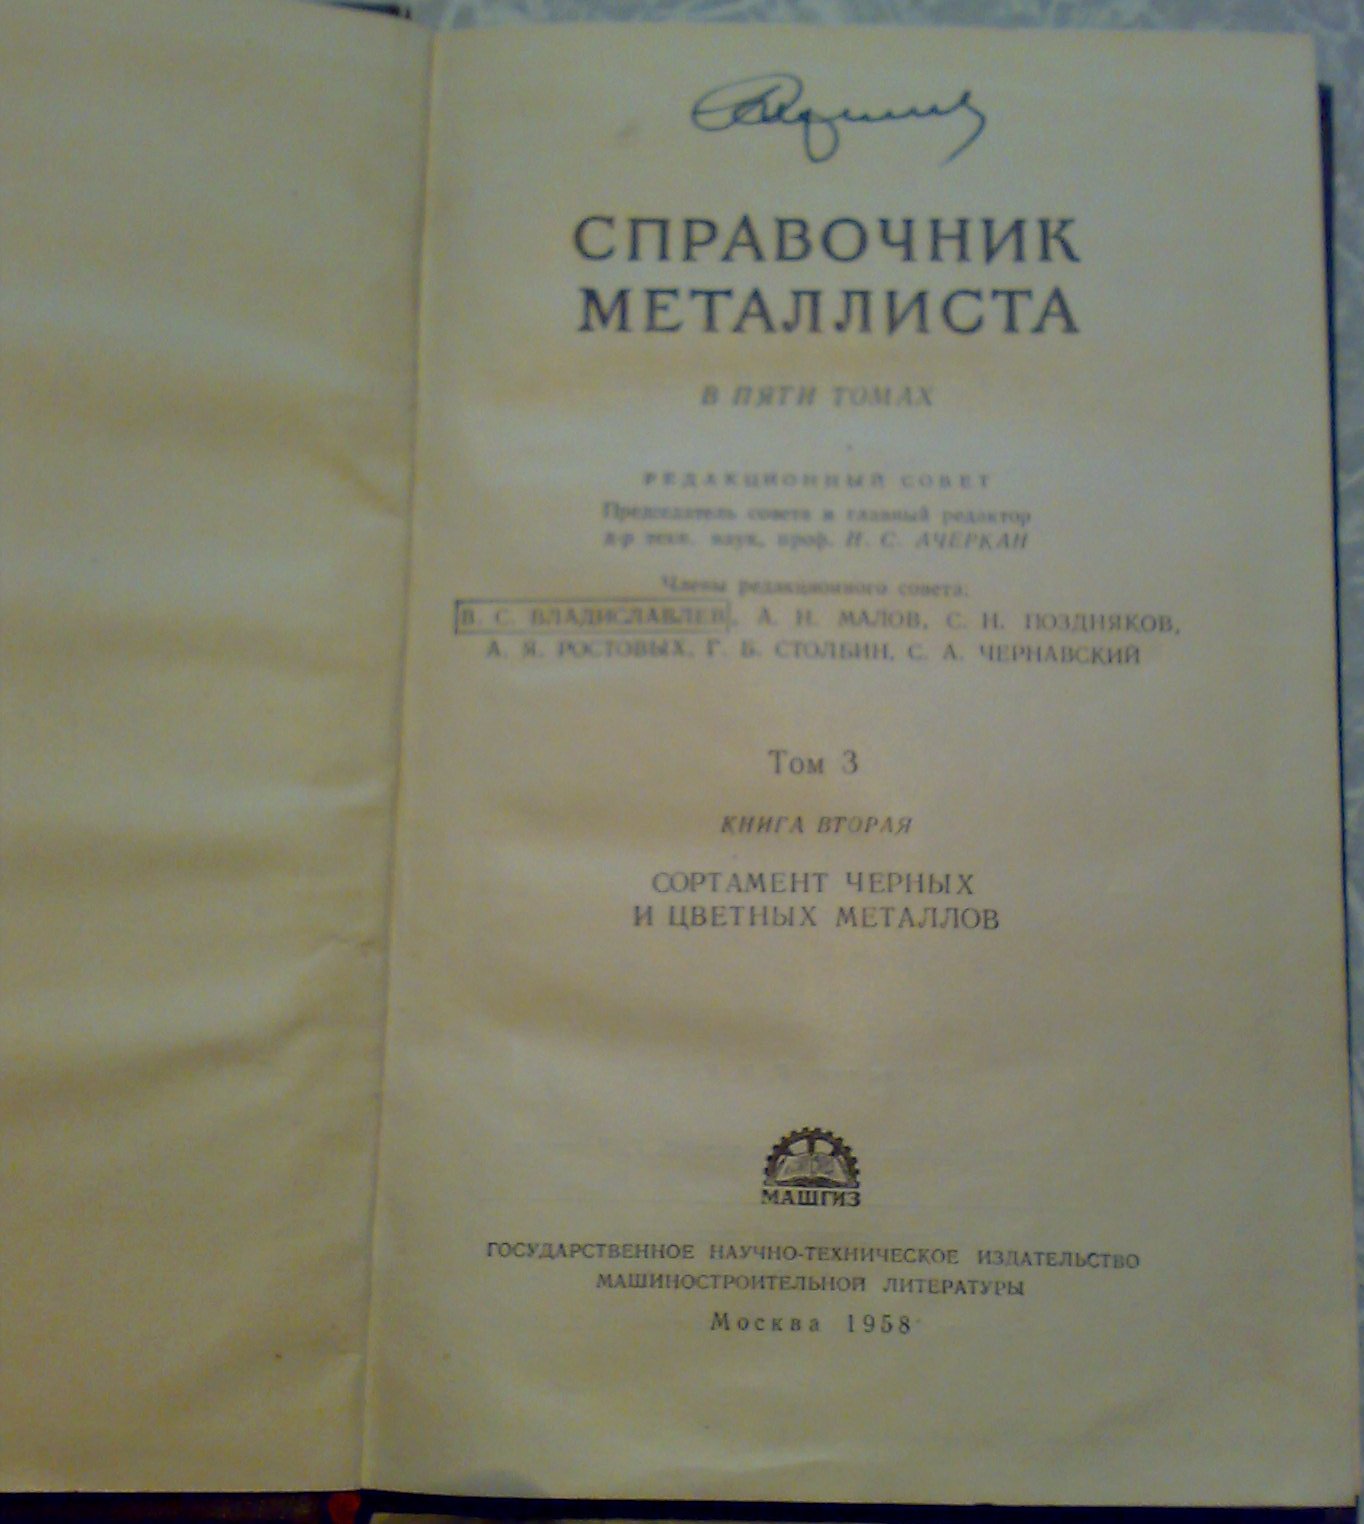 СПРАВОЧНИК
МЕТАЛЛИСТА
В ПЯТИ ТОМАХ
РЕДАКЦИОННЫЙ СОВЕТ
Председатель совета и главный редактор
д-р техн. наук, проф. Н. С. АЧЕРКАН
Члены редакционного совета:
В. С. ВЛАДИСЛАВЛЕВ, А. Н. МАЛОВ, С. Н. ПОЗДНЯКОВ,
А. Я. РОСТОВЫХ, Г. Б. СТОЛБИН, С. А. ЧЕРНАВСКИЙ
Том 3
КНИГА ВТОРАЯ
СОРТАМЕНТ ЧЕРНЫХ
И ЦВЕТНЫХ МЕТАЛЛОВ
МАШГИЗ
ГОСУДАРСТВЕННОЕ НАУЧНО-ТЕХНИЧЕСКОЕ ИЗДАТЕЛЬСТВО
МАШИНОСТРОИТЕЛЬНОЙ ЛИТЕРАТУРЫ
Москва 1958